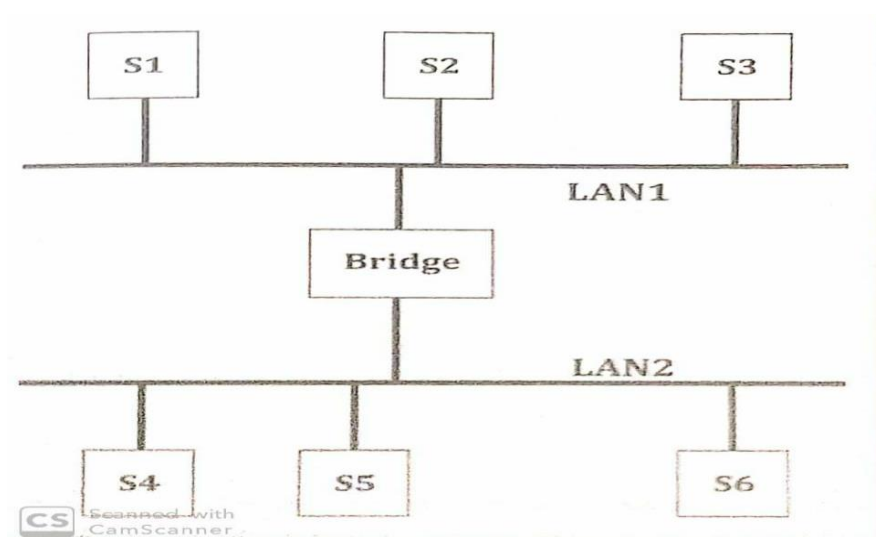 S1
S2
S3
LAN1
Bridge
LAN2
S4
S5
S6
CS
Scanned with
CamScanner